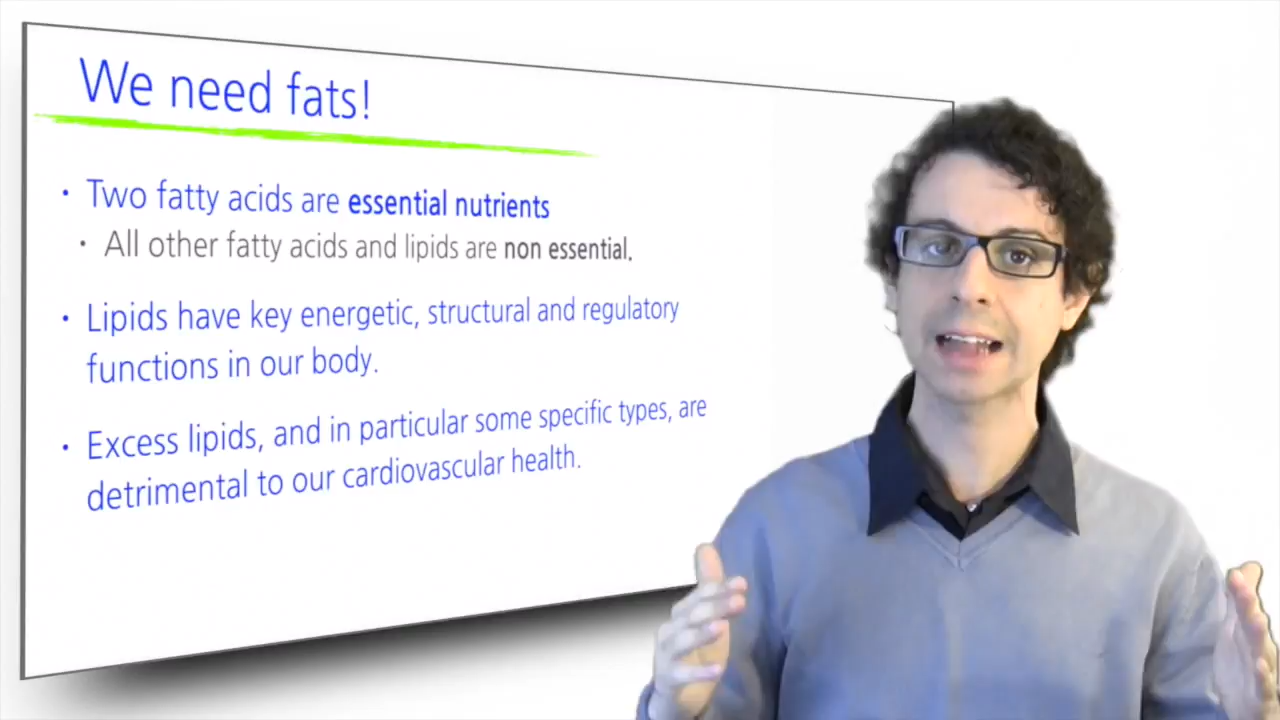 We need fats!
• Two fatty acids are essential nutrients
• All other fatty acids and lipids are non essential.
• Lipids have key energetic, structural and regulatory
functions in our body.
• Excess lipids, and in particular some specific types, are
detrimental to our cardiovascular health.